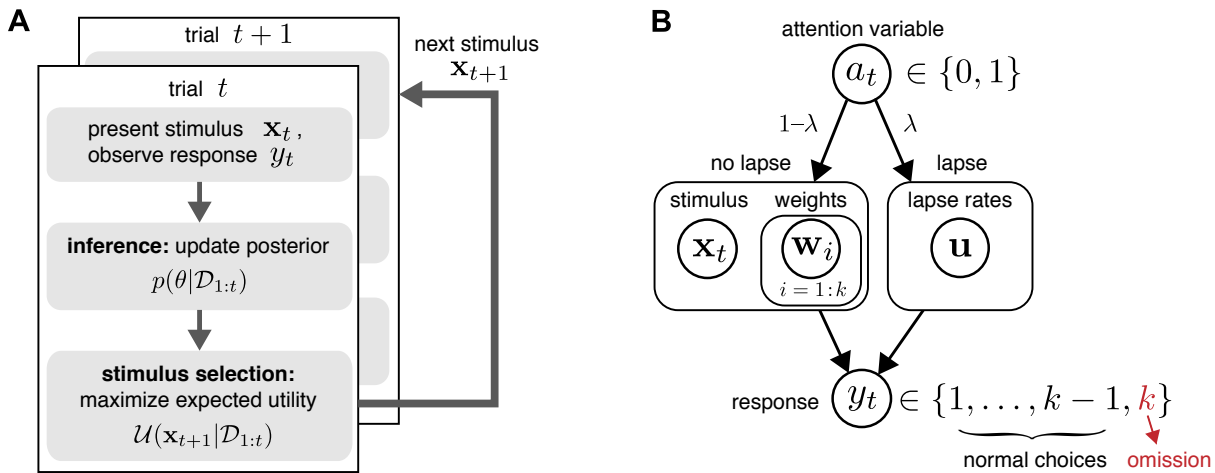 A
trial t + 1
trial t
present stimulus x_t ,
observe response y_t
inference: update posterior
p(θ|D_{1:t})
stimulus selection:
maximize expected utility
U(x_{t+1}|D_{1:t})
next stimulus
x_{t+1}
B
attention variable
a_t ∈ {0, 1}
1−λ
λ
no lapse
lapse
stimulus
weights
lapse rates
x_t
w_i
u
i = 1:k
response
y_t ∈ {1, . . . , k − 1, k}
normal choices
omission